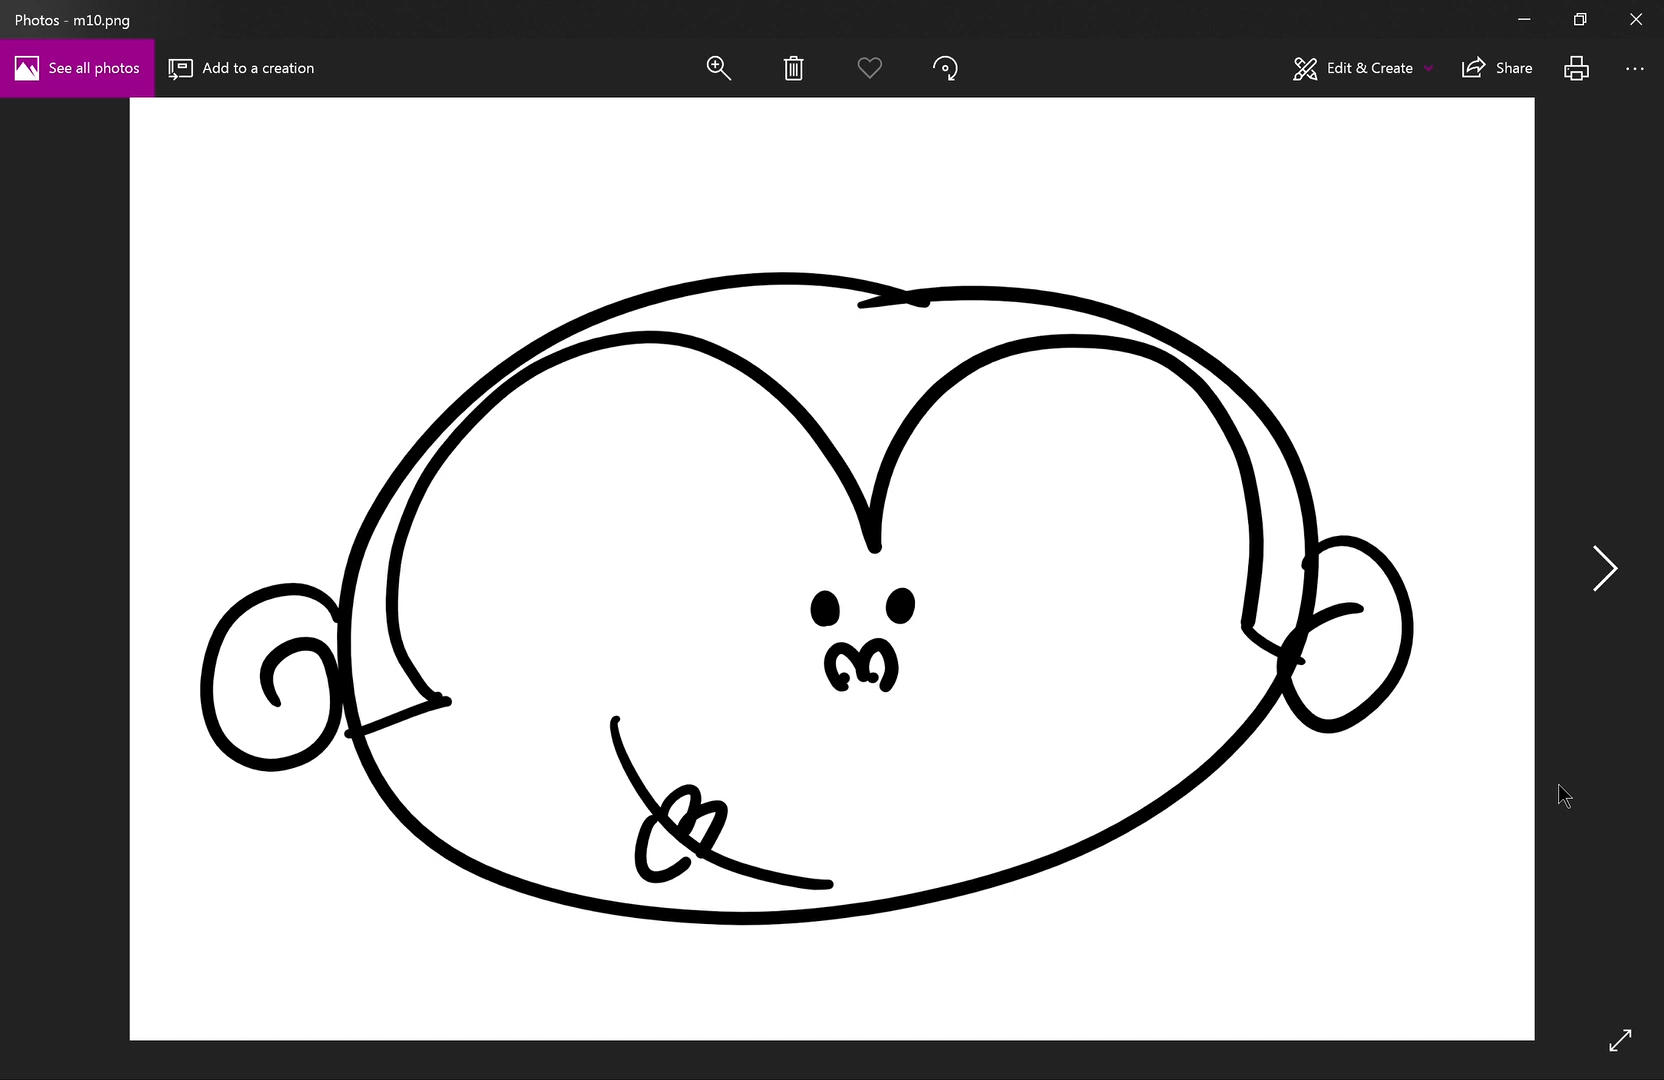 Photos - m10.png
See all photos
Add to a creation
Edit & Create
Share